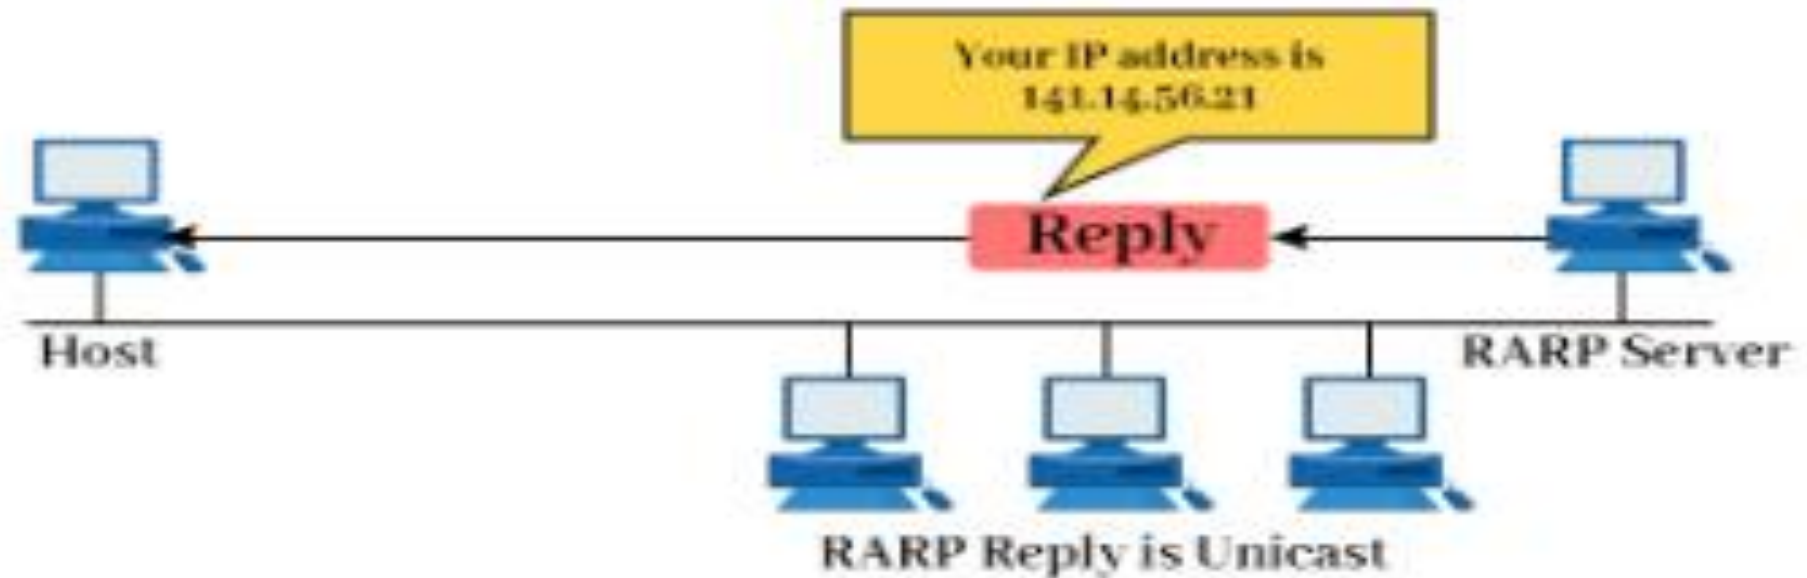 Your IP address is
141.14.56.21
Reply
Host
RARP Server
RARP Reply is Unicast